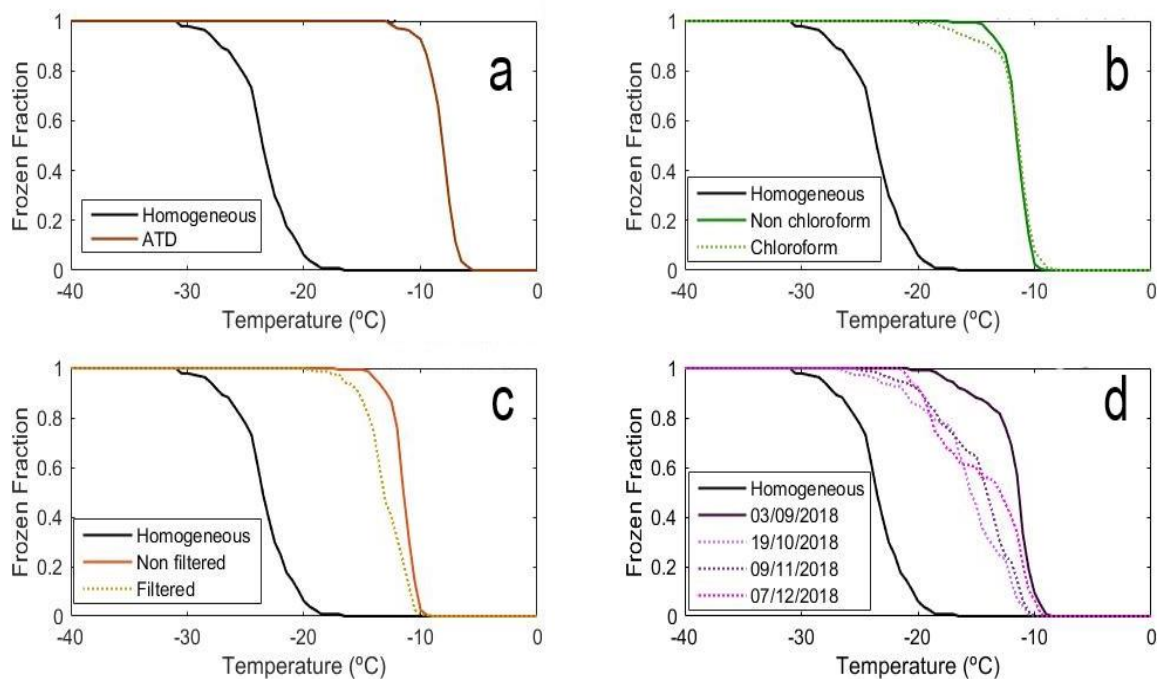 a
Frozen Fraction
1
0.8
0.6
0.4
0.2
0
Homogeneous
ATD
-40 -30 -20 -10 0
Temperature (ºC)
b
Frozen Fraction
1
0.8
0.6
0.4
0.2
0
Homogeneous
Non chloroform
Chloroform
-40 -30 -20 -10 0
Temperature (ºC)
c
Frozen Fraction
1
0.8
0.6
0.4
0.2
0
Homogeneous
Non filtered
Filtered
-40 -30 -20 -10 0
Temperature (ºC)
d
Frozen Fraction
1
0.8
0.6
0.4
0.2
0
Homogeneous
03/09/2018
19/10/2018
09/11/2018
07/12/2018
-40 -30 -20 -10 0
Temperature (ºC)